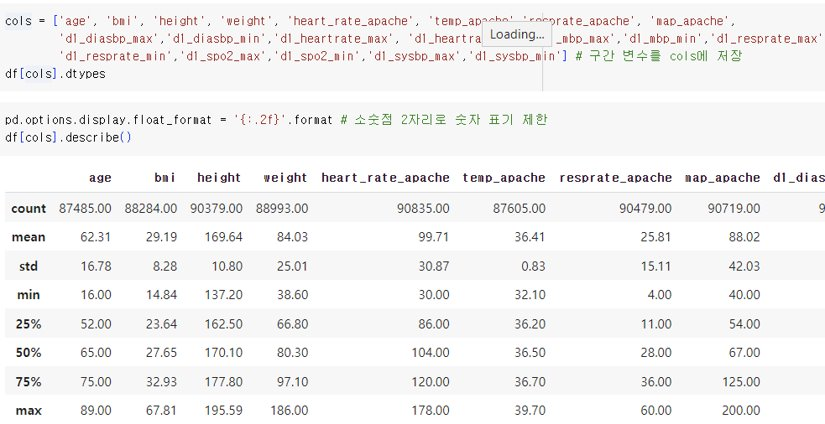 cols = ['age', 'bmi', 'height', 'weight', 'heart_rate_apache', 'temp_apache' 'resprate_apache', 'map_apache',
'd1_diasbp_max','d1_diasbp_min','d1_heartrate_max', 'd1_heartra Loading... _mbp_max','d1_mbp_min','d1_resprate_max'
'd1_resprate_min','d1_spo2_max','d1_spo2_min','d1_sysbp_max','d1_sysbp_min'] # 구간 변수를 cols에 저장
df[cols].dtypes
pd.options.display.float_format = '{:.2f}'.format # 소숫점 2자리로 숫자 표기 제한
df[cols].describe()
age bmi height weight heart_rate_apache temp_apache resprate_apache map_apache d1_dias
count 87485.00 88284.00 90379.00 88993.00 90835.00 87605.00 90479.00 90719.00 9
mean 62.31 29.19 169.64 84.03 99.71 36.41 25.81 88.02
std 16.78 8.28 10.80 25.01 30.87 0.83 15.11 42.03
min 16.00 14.84 137.20 38.60 30.00 32.10 4.00 40.00
25% 52.00 23.64 162.50 66.80 86.00 36.20 11.00 54.00
50% 65.00 27.65 170.10 80.30 104.00 36.50 28.00 67.00
75% 75.00 32.93 177.80 97.10 120.00 36.70 36.00 125.00
max 89.00 67.81 195.59 186.00 178.00 39.70 60.00 200.00